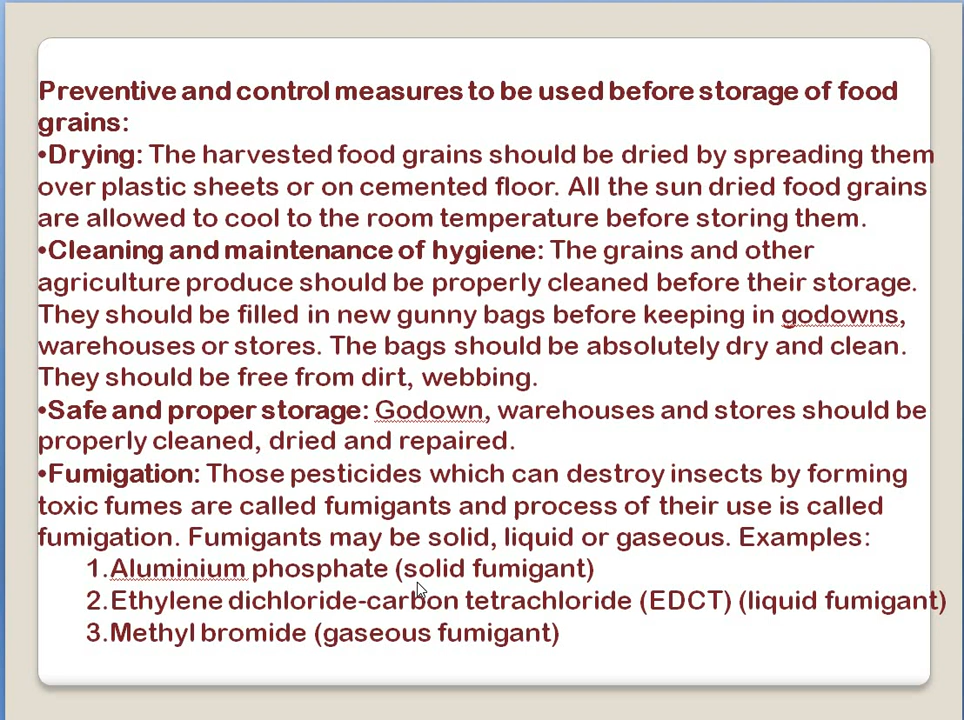 Preventive and control measures to be used before storage of food
grains:
•Drying: The harvested food grains should be dried by spreading them
over plastic sheets or on cemented floor. All the sun dried food grains
are allowed to cool to the room temperature before storing them.
•Cleaning and maintenance of hygiene: The grains and other
agriculture produce should be properly cleaned before their storage.
They should be filled in new gunny bags before keeping in godowns,
warehouses or stores. The bags should be absolutely dry and clean.
They should be free from dirt, webbing.
•Safe and proper storage: Godown, warehouses and stores should be
properly cleaned, dried and repaired.
•Fumigation: Those pesticides which can destroy insects by forming
toxic fumes are called fumigants and process of their use is called
fumigation. Fumigants may be solid, liquid or gaseous. Examples:
1.Aluminium phosphate (solid fumigant)
2.Ethylene dichloride-carbon tetrachloride (EDCT) (liquid fumigant)
3.Methyl bromide (gaseous fumigant)